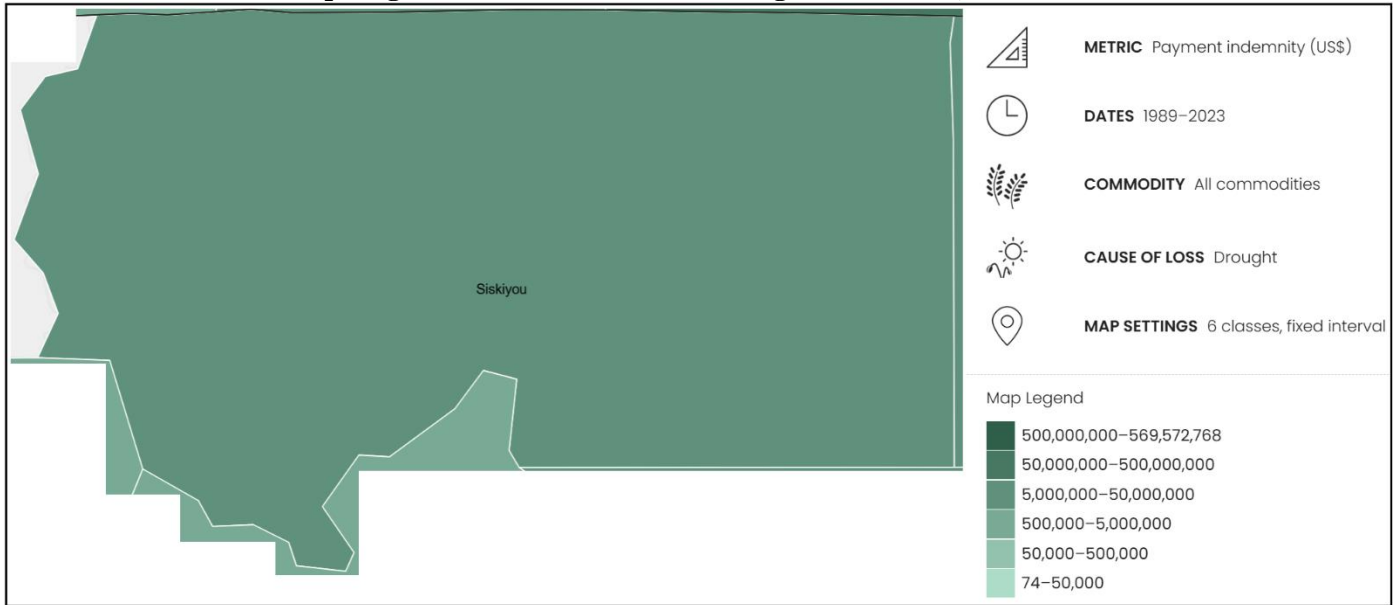 Siskiyou
METRIC Payment indemnity (US$)
DATES 1989–2023
COMMODITY All commodities
CAUSE OF LOSS Drought
MAP SETTINGS 6 classes, fixed interval
Map Legend
500,000,000–569,572,768
50,000,000–500,000,000
5,000,000–50,000,000
500,000–5,000,000
50,000–500,000
74–50,000